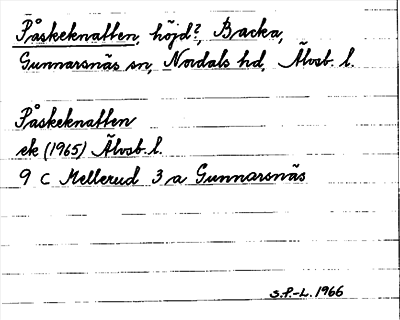 Påskeknatten, höjd?, Backa,
Gunnarsnäs sn, Nordals hd, Älvsb. l.
Påskeknatten
ek (1965) Älvsb. l.
9 C Mellerud 3 a Gunnarsnäs
S.P.-L. 1966